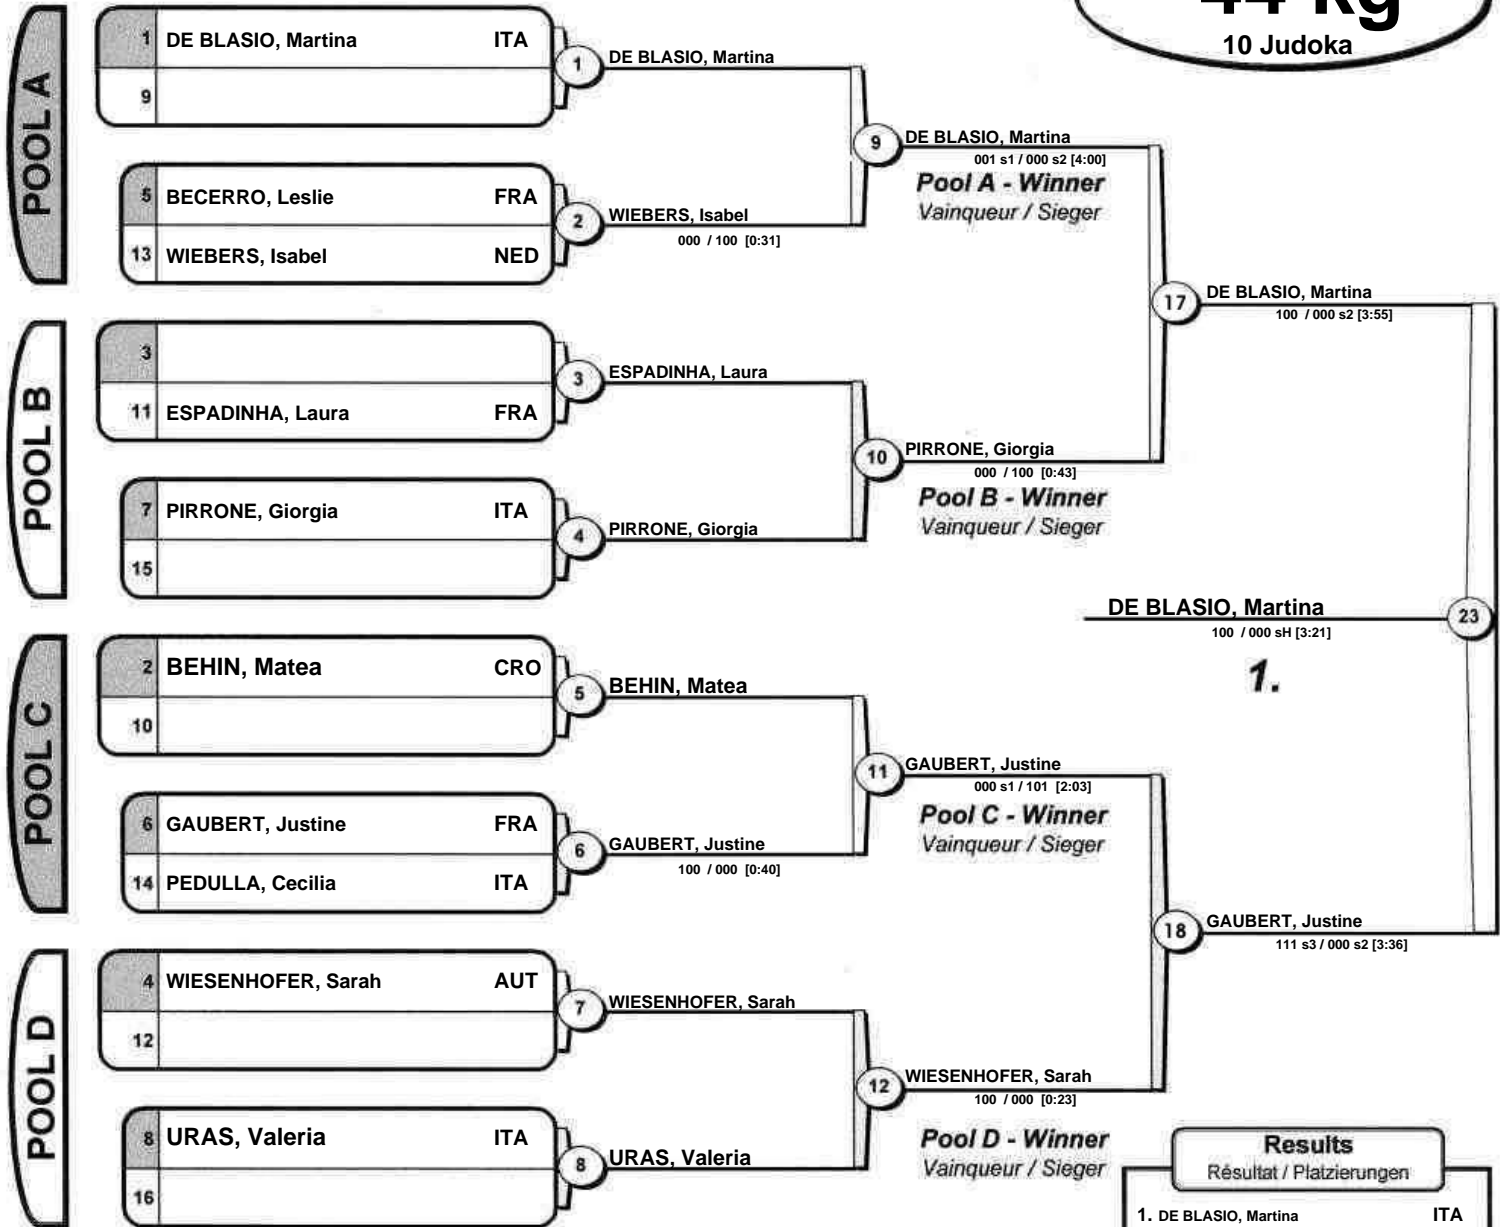 44 kg
10 Judoka
POOL A
1 DE BLASIO, Martina ITA
9
1
DE BLASIO, Martina
5 BECERRO, Leslie FRA
13 WIEBERS, Isabel NED
2
WIEBERS, Isabel
000 / 100 [0:31]
9
DE BLASIO, Martina
001 s1 / 000 s2 [4:00]
Pool A - Winner
Vainqueur / Sieger
POOL B
3
11 ESPADINHA, Laura FRA
3
ESPADINHA, Laura
7 PIRRONE, Giorgia ITA
15
4
PIRRONE, Giorgia
10
PIRRONE, Giorgia
000 / 100 [0:43]
Pool B - Winner
Vainqueur / Sieger
17
DE BLASIO, Martina
100 / 000 s2 [3:55]
DE BLASIO, Martina
100 / 000 sH [3:21]
1.
23
POOL C
2 BEHIN, Matea CRO
10
5
BEHIN, Matea
6 GAUBERT, Justine FRA
14 PEDULLA, Cecilia ITA
6
GAUBERT, Justine
100 / 000 [0:40]
11
GAUBERT, Justine
000 s1 / 101 [2:03]
Pool C - Winner
Vainqueur / Sieger
POOL D
4 WIESENHOFER, Sarah AUT
12
7
WIESENHOFER, Sarah
8 URAS, Valeria ITA
16
8
URAS, Valeria
12
WIESENHOFER, Sarah
100 / 000 [0:23]
Pool D - Winner
Vainqueur / Sieger
18
GAUBERT, Justine
111 s3 / 000 s2 [3:36]
Results
Résultat / Platzierungen
1. DE BLASIO, Martina ITA